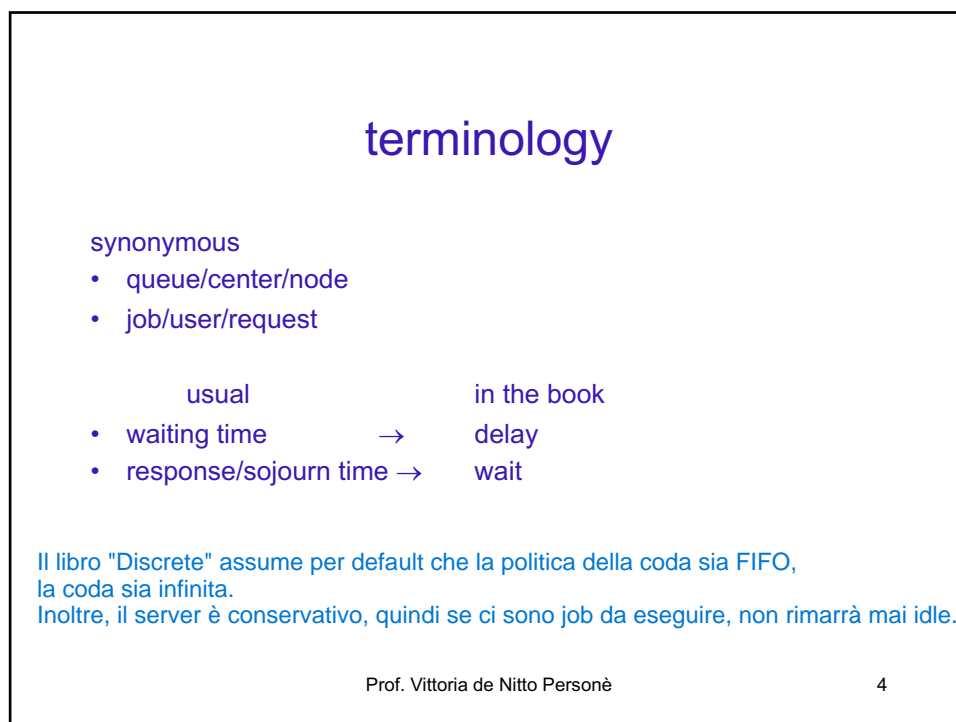 terminology
synonymous
• queue/center/node
• job/user/request
usual in the book
• waiting time → delay
• response/sojourn time → wait
Il libro "Discrete" assume per default che la politica della coda sia FIFO,
la coda sia infinita.
Inoltre, il server è conservativo, quindi se ci sono job da eseguire, non rimarrà mai idle.
Prof. Vittoria de Nitto Personè 4